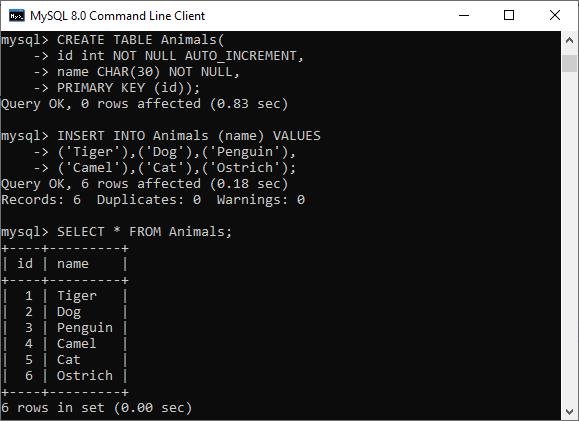 MySQL 8.0 Command Line Client
mysql> CREATE TABLE Animals(
    -> id int NOT NULL AUTO_INCREMENT,
    -> name CHAR(30) NOT NULL,
    -> PRIMARY KEY (id));
Query OK, 0 rows affected (0.83 sec)

mysql> INSERT INTO Animals (name) VALUES
    -> ('Tiger'),('Dog'),('Penguin'),
    -> ('Camel'),('Cat'),('Ostrich');
Query OK, 6 rows affected (0.18 sec)
Records: 6  Duplicates: 0  Warnings: 0

mysql> SELECT * FROM Animals;
+----+---------+
| id | name    |
+----+---------+
|  1 | Tiger   |
|  2 | Dog     |
|  3 | Penguin |
|  4 | Camel   |
|  5 | Cat     |
|  6 | Ostrich |
+----+---------+
6 rows in set (0.00 sec)